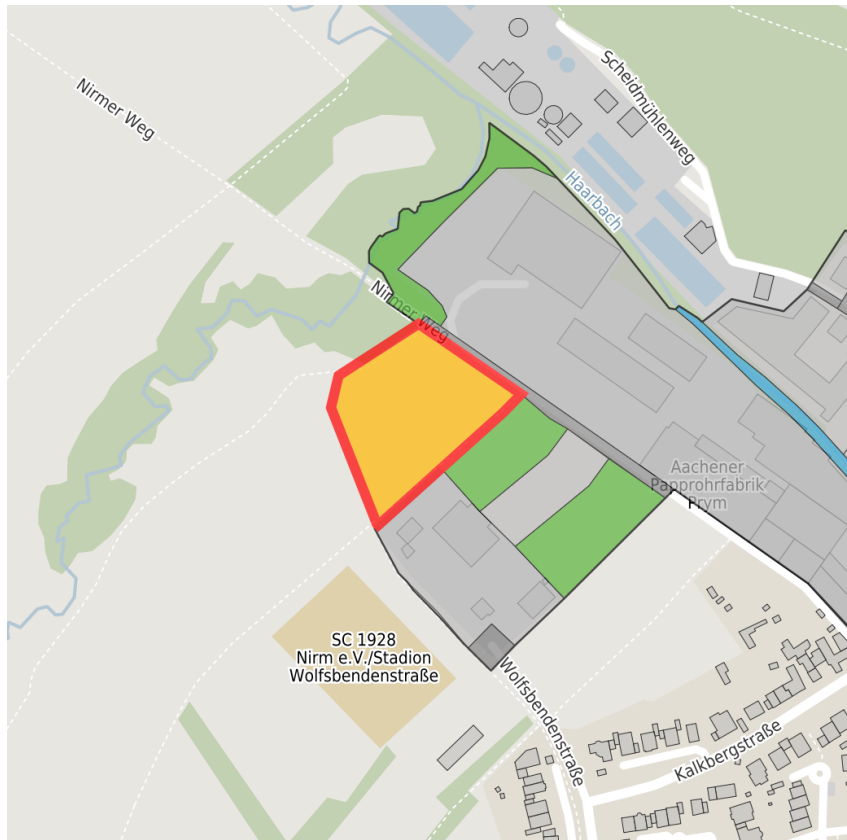 Nirmer Weg
Scheidmühlenweg
Haarbach
Nirmer Weg
Aachener
Papprohrfabrik
Prym
SC 1928
Nirm e.V./Stadion
Wolfsbendenstraße
Wolfsbendenstraße
Kalkbergstraße